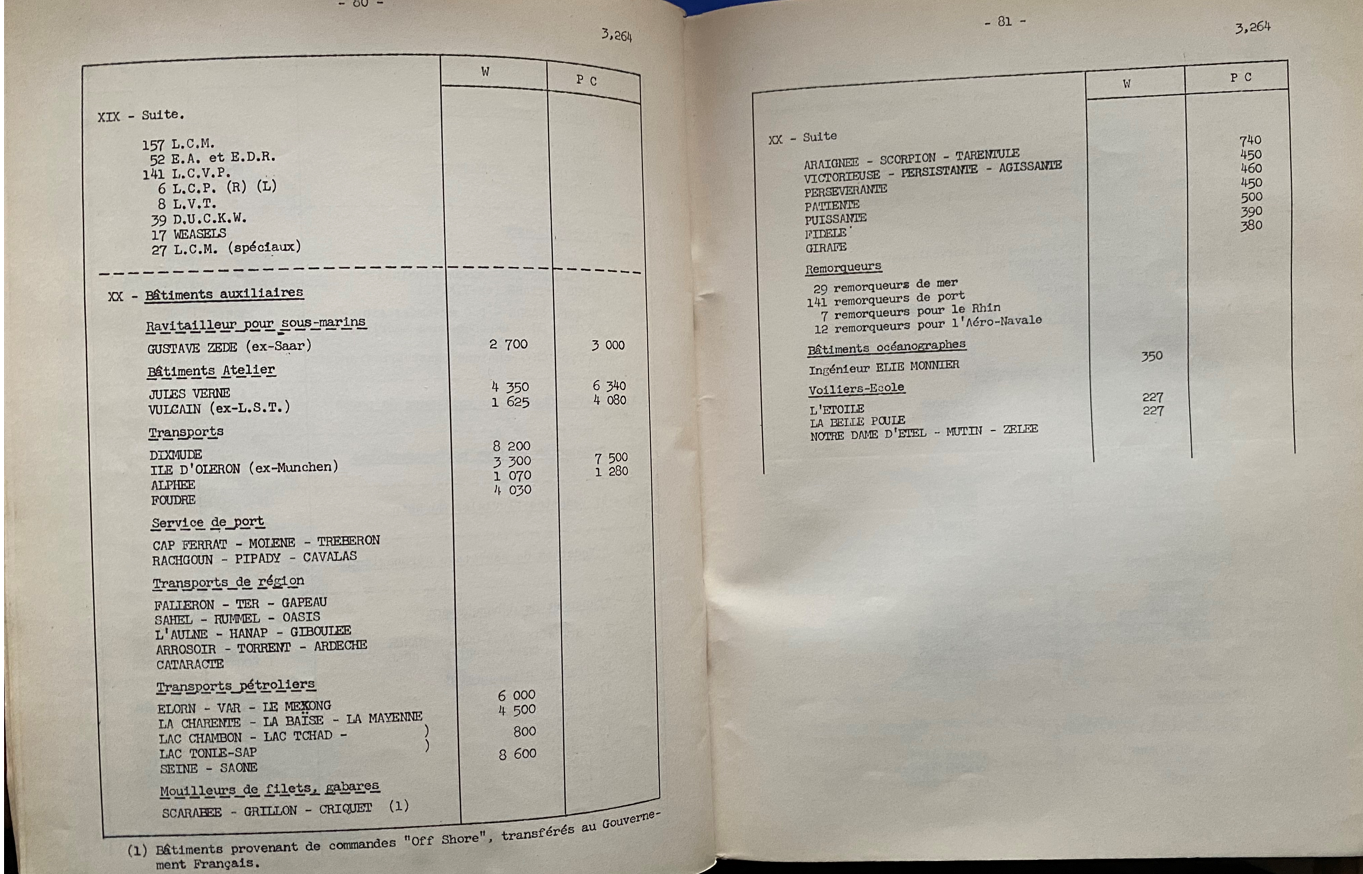 - 80 -
3,264
W P C
XIX - Suite.
157 L.C.M.
52 E.A. et E.D.R.
141 L.C.V.P.
6 L.C.P. (R) (L)
8 L.V.T.
39 D.U.C.K.W.
17 WEASELS
27 L.C.M. (spéciaux)
XX - Bâtiments auxiliaires
Ravitailleur pour sous-marins
GUSTAVE ZEDE (ex-Saar) 2 700 3 000
Bâtiments Atelier
JULES VERNE 4 350 6 340
VULCAIN (ex-L.S.T.) 1 625 4 080
Transports
DIXMUDE 8 200
ILE D'OLERON (ex-Munchen) 3 300 7 500
ALPHEE 1 070 1 280
FOUDRE 4 030
Service de port
CAP FERRAT - MOLENE - TREBERON
RACHGOUN - PIPADY - CAVALAS
Transports de région
FALLERON - TER - GAPEAU
SAHEL - RUMMEL - OASIS
L'AULNE - HANAP - GIBOULEE
ARROSOIR - TORRENT - ARDECHE
CATARACTE
Transports pétroliers
ELORN - VAR - LE MEKONG 6 000
LA CHARENTE - LA BAÏSE - LA MAYENNE 4 500
LAC CHAMBON - LAC TCHAD - ) 800
LAC TONLE-SAP )
SEINE - SAONE 8 600
Mouilleurs de filets, gabares
SCARABEE - GRILLON - CRIQUET (1)
(1) Bâtiments provenant de commandes "Off Shore", transférés au Gouverne-
ment Français.
- 81 -
3,264
W P C
XX - Suite
ARAIGNEE - SCORPION - TARENTULE 740
VICTORIEUSE - PERSISTANTE - AGISSANTE 450
PERSEVERANTE 460
PATIENTE 450
PUISSANTE 500
FIDELE 390
GIRAFE 380
Remorqueurs
29 remorqueurs de mer
141 remorqueurs de port
7 remorqueurs pour le Rhin
12 remorqueurs pour l'Aéro-Navale
Bâtiments océanographes
Ingénieur ELIE MONNIER 350
Voiliers-Ecole
L'ETOILE 227
LA BELLE POULE 227
NOTRE DAME D'ETEL - MUTIN - ZELEE